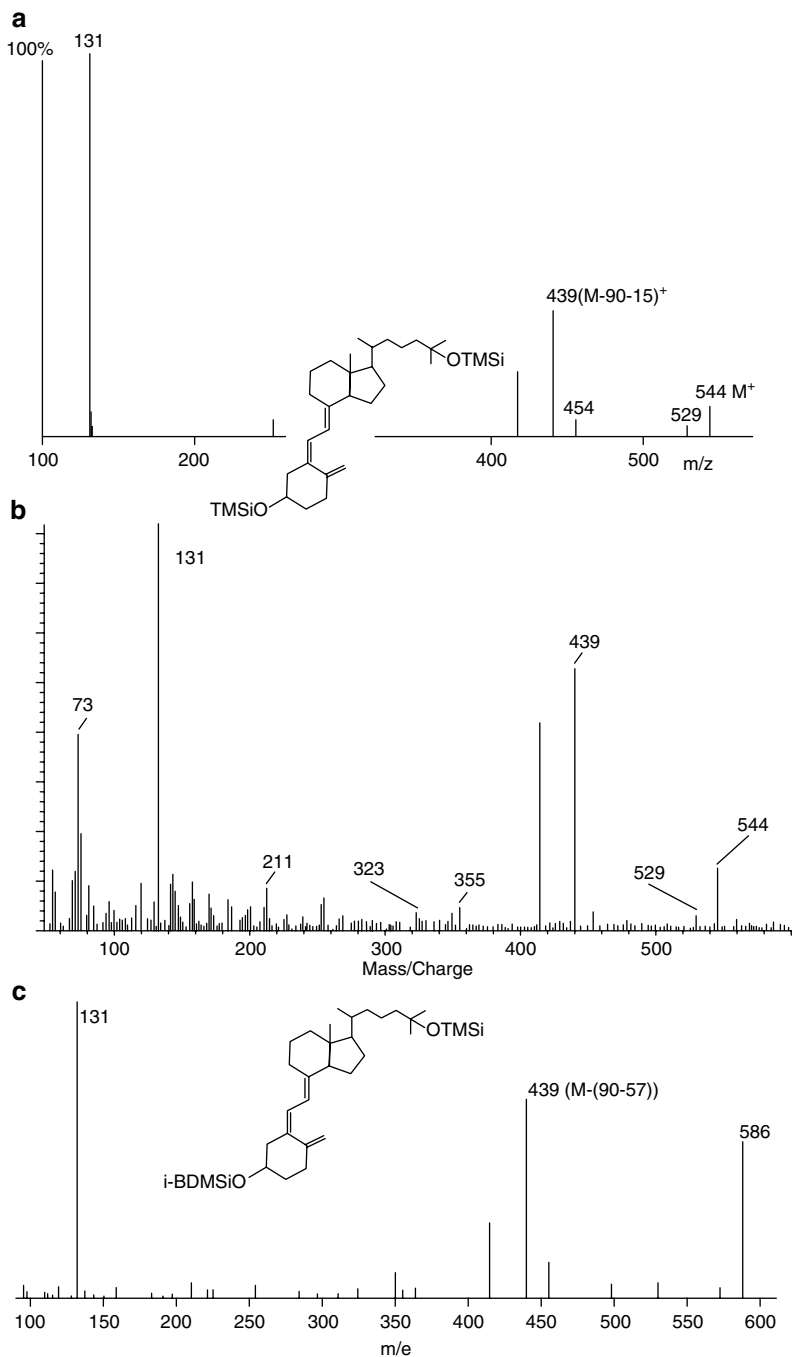 a
100%
131
439(M-90-15)⁺
OTMSi
454
544 M⁺
529
100
200
400
500
m/z
TMSiO
b
131
439
73
544
211
323
355
529
100
200
300
400
500
Mass/Charge
c
131
OTMSi
439 (M-(90-57))
586
i-BDMSiO
100
150
200
250
300
350
400
450
500
550
600
m/e